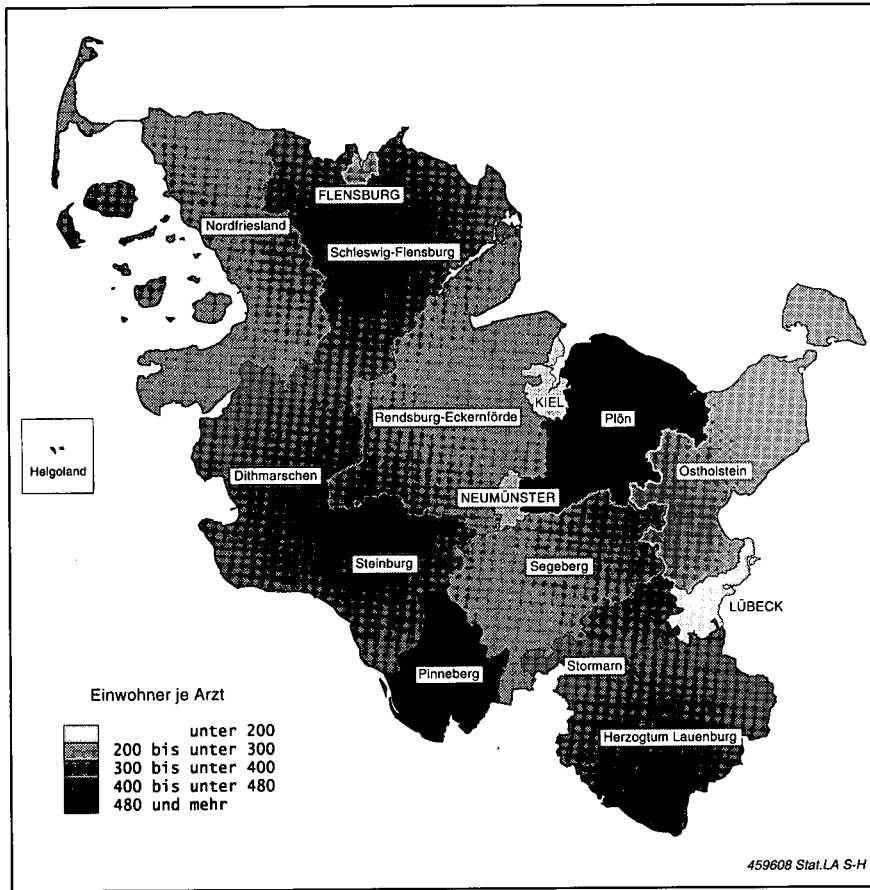 FLENSBURG
Nordfriesland
Schleswig-Flensburg
KIEL
Rendsburg-Eckernförde
Plön
Helgoland
Dithmarschen
Ostholstein
NEUMÜNSTER
Steinburg
Segeberg
LÜBECK
Pinneberg
Stormarn
Einwohner je Arzt
unter 200
200 bis unter 300
300 bis unter 400
400 bis unter 480
480 und mehr
Herzogtum Lauenburg
459608 Stat.LA S-H